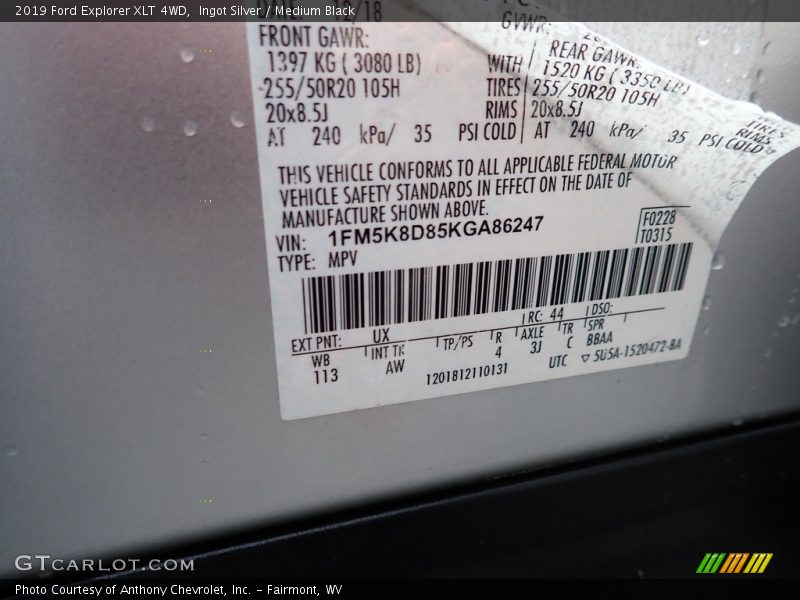 2019 Ford Explorer XLT 4WD, Ingot Silver / Medium Black
12/18
GVWR:
FRONT GAWR:
1397 KG ( 3080 LB)
255/50R20 105H
20x8.5J
AT 240 kPa/ 35 PSI COLD
WITH
TIRES
RIMS
REAR GAWR:
1520 KG ( 3350 LB)
255/50R20 105H
20x8.5J
AT 240 kPa/ 35 PSI COLD
TIRES
RIMS
THIS VEHICLE CONFORMS TO ALL APPLICABLE FEDERAL MOTOR
VEHICLE SAFETY STANDARDS IN EFFECT ON THE DATE OF
MANUFACTURE SHOWN ABOVE.
VIN: 1FM5K8D85KGA86247
TYPE: MPV
F0228
T0315
RC: 44 DSO:
EXT PNT: UX
WB INT TR TP/PS R AXLE TR SPR
113 AW 4 3J C BBAA
1201812110131
UTC ▽ 5U5A-1520472-BA
GTCARLOT.COM
Photo Courtesy of Anthony Chevrolet, Inc. - Fairmont, WV